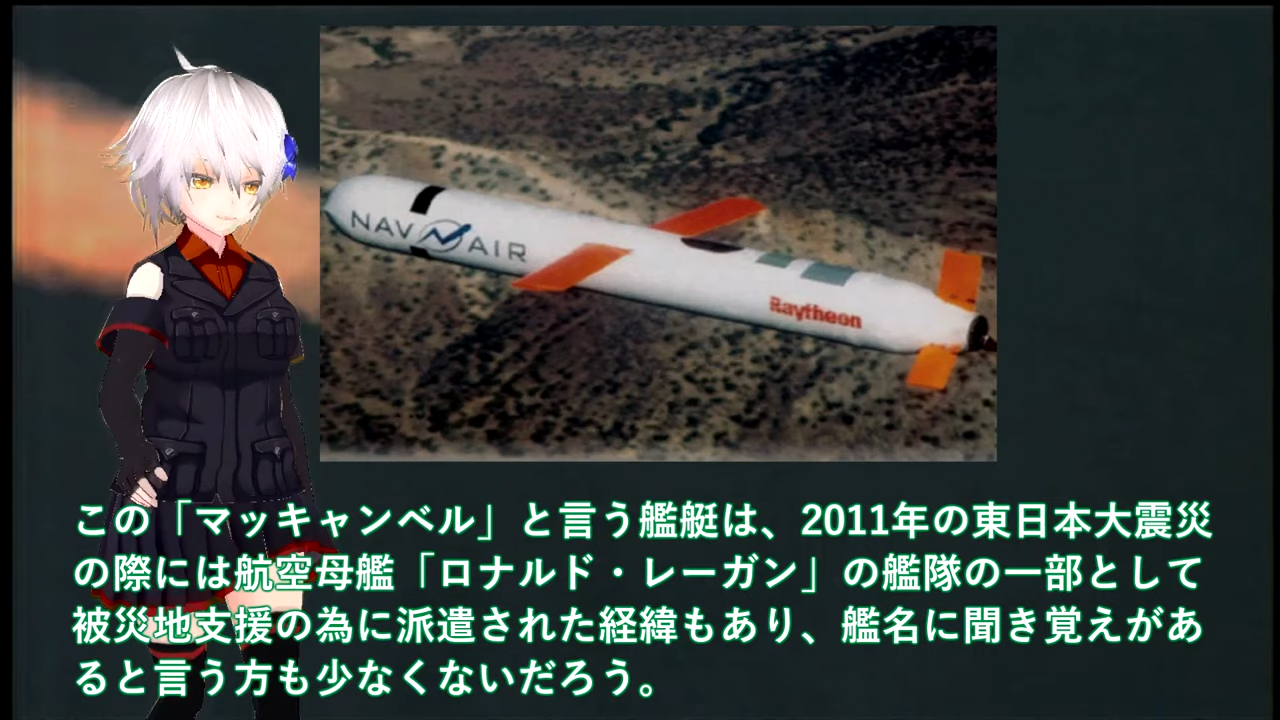 NAVAIR
Raytheon
この「マッキャンベル」と言う艦艇は、2011年の東日本大震災
の際には航空母艦「ロナルド・レーガン」の艦隊の一部として
被災地支援の為に派遣された経緯もあり、艦名に聞き覚えがあ
ると言う方も少なくないだろう。